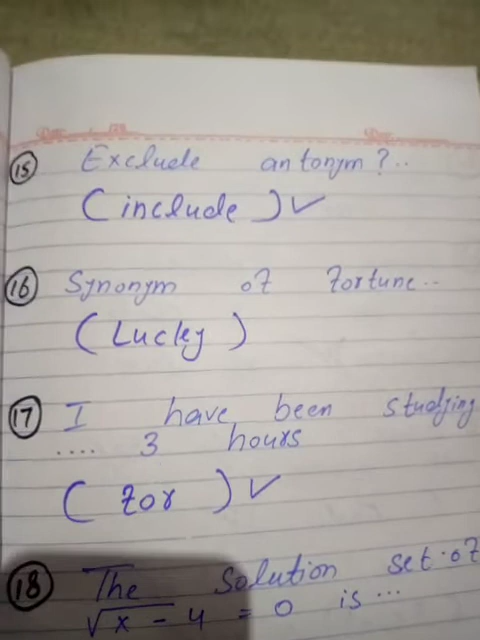 15 Exclude antonym?..
(include) ✓
16 Synonym of fortune..
(Lucky)
17 I have been studying
.... 3 hours
(for) ✓
18 The Solution set of
√x - 4 = 0 is ...